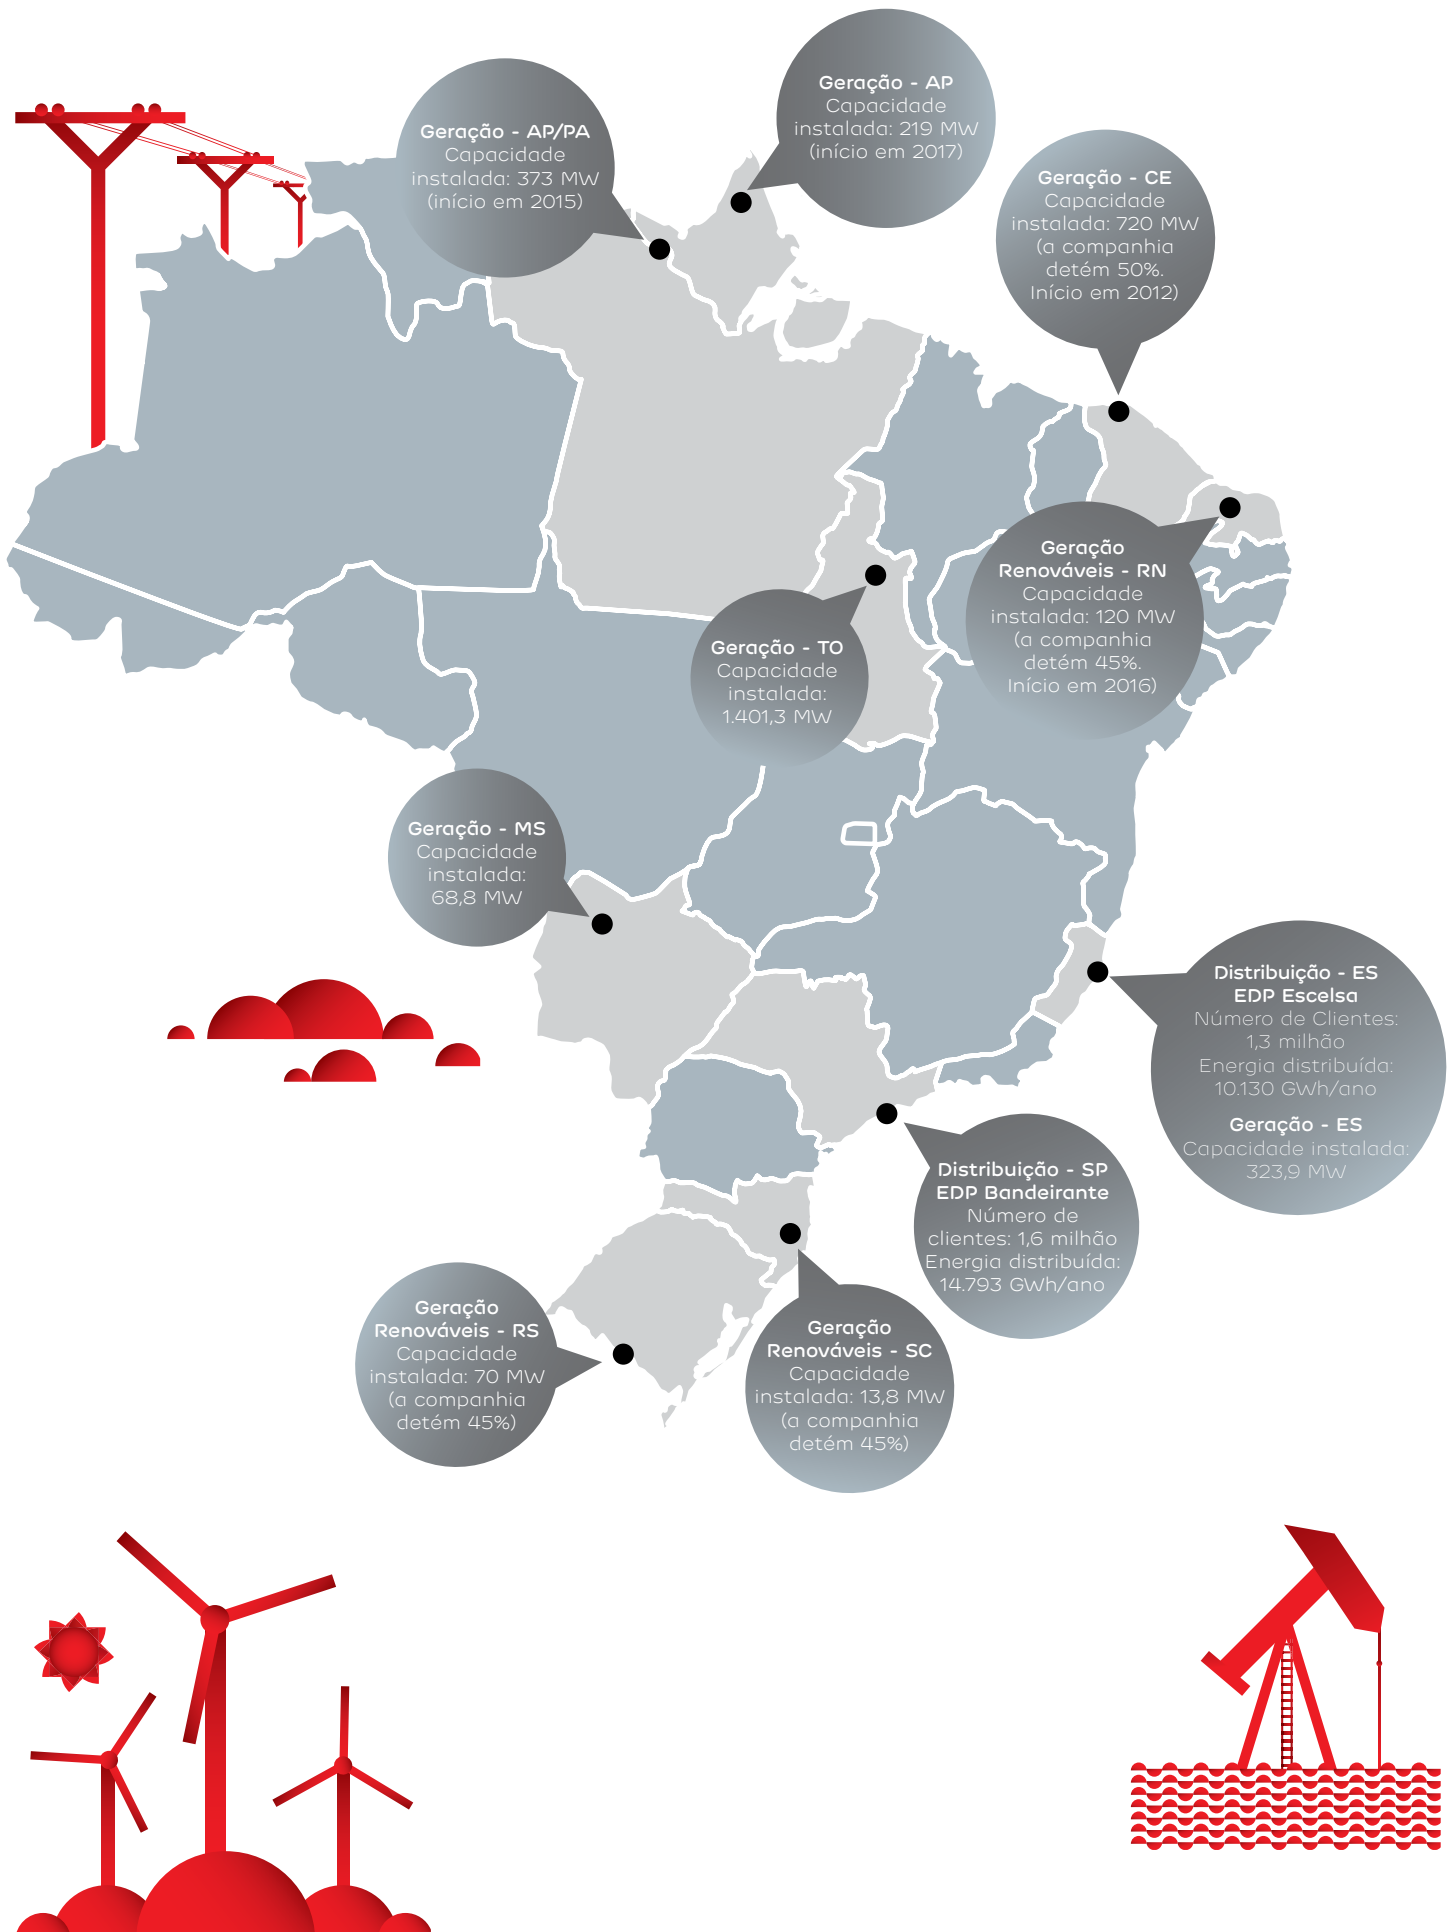 Geração - AP
Capacidade
instalada: 219 MW
(início em 2017)
Geração - AP/PA
Capacidade
instalada: 373 MW
(início em 2015)
Geração - CE
Capacidade
instalada: 720 MW
(a companhia
detém 50%.
Início em 2012)
Geração
Renováveis - RN
Capacidade
instalada: 120 MW
(a companhia
detém 45%.
Início em 2016)
Geração - TO
Capacidade
instalada:
1.401,3 MW
Geração - MS
Capacidade
instalada:
68,8 MW
Distribuição - ES
EDP Escelsa
Número de Clientes:
1,3 milhão
Energia distribuída:
10.130 GWh/ano
Geração - ES
Capacidade instalada:
323,9 MW
Distribuição - SP
EDP Bandeirante
Número de
clientes: 1,6 milhão
Energia distribuída:
14.793 GWh/ano
Geração
Renováveis - RS
Capacidade
instalada: 70 MW
(a companhia
detém 45%)
Geração
Renováveis - SC
Capacidade
instalada: 13,8 MW
(a companhia
detém 45%)